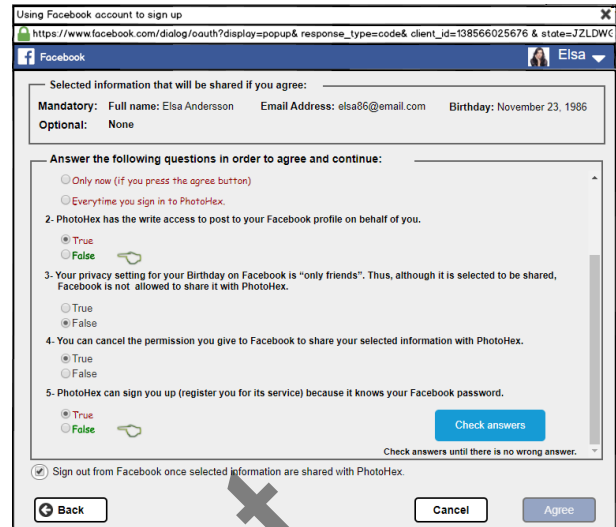 Using Facebook account to sign up
https://www.facebook.com/dialog/oauth?display=popup& response_type=code& client_id=138566025676 & state=JZLDWG
Facebook Elsa
Selected information that will be shared if you agree:
Mandatory: Full name: Elsa Andersson Email Address: elsa86@email.com Birthday: November 23, 1986
Optional: None
Answer the following questions in order to agree and continue:
Only now (if you press the agree button)
Everytime you sign in to PhotoHex.
2- PhotoHex has the write access to post to your Facebook profile on behalf of you.
True
False
3- Your privacy setting for your Birthday on Facebook is “only friends”. Thus, although it is selected to be shared,
Facebook is not allowed to share it with PhotoHex.
True
False
4- You can cancel the permission you give to Facebook to share your selected information with PhotoHex.
True
False
5- PhotoHex can sign you up (register you for its service) because it knows your Facebook password.
True
False
Check answers
Check answers until there is no wrong answer.
Sign out from Facebook once selected information are shared with PhotoHex.
Back Cancel Agree